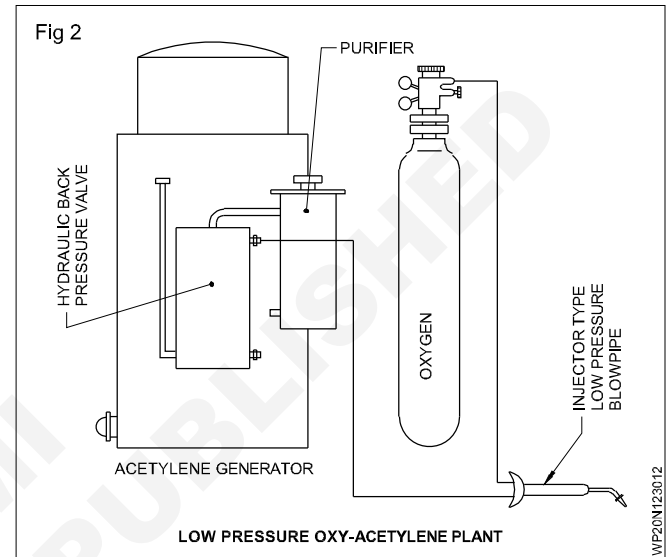 Fig 2
PURIFIER
HYDRAULIC BACK
PRESSURE VALVE
OXYGEN
INJECTOR TYPE
LOW PRESSURE
BLOWPIPE
ACETYLENE GENERATOR
LOW PRESSURE OXY-ACETYLENE PLANT
WP20N123012
PUBLISHED